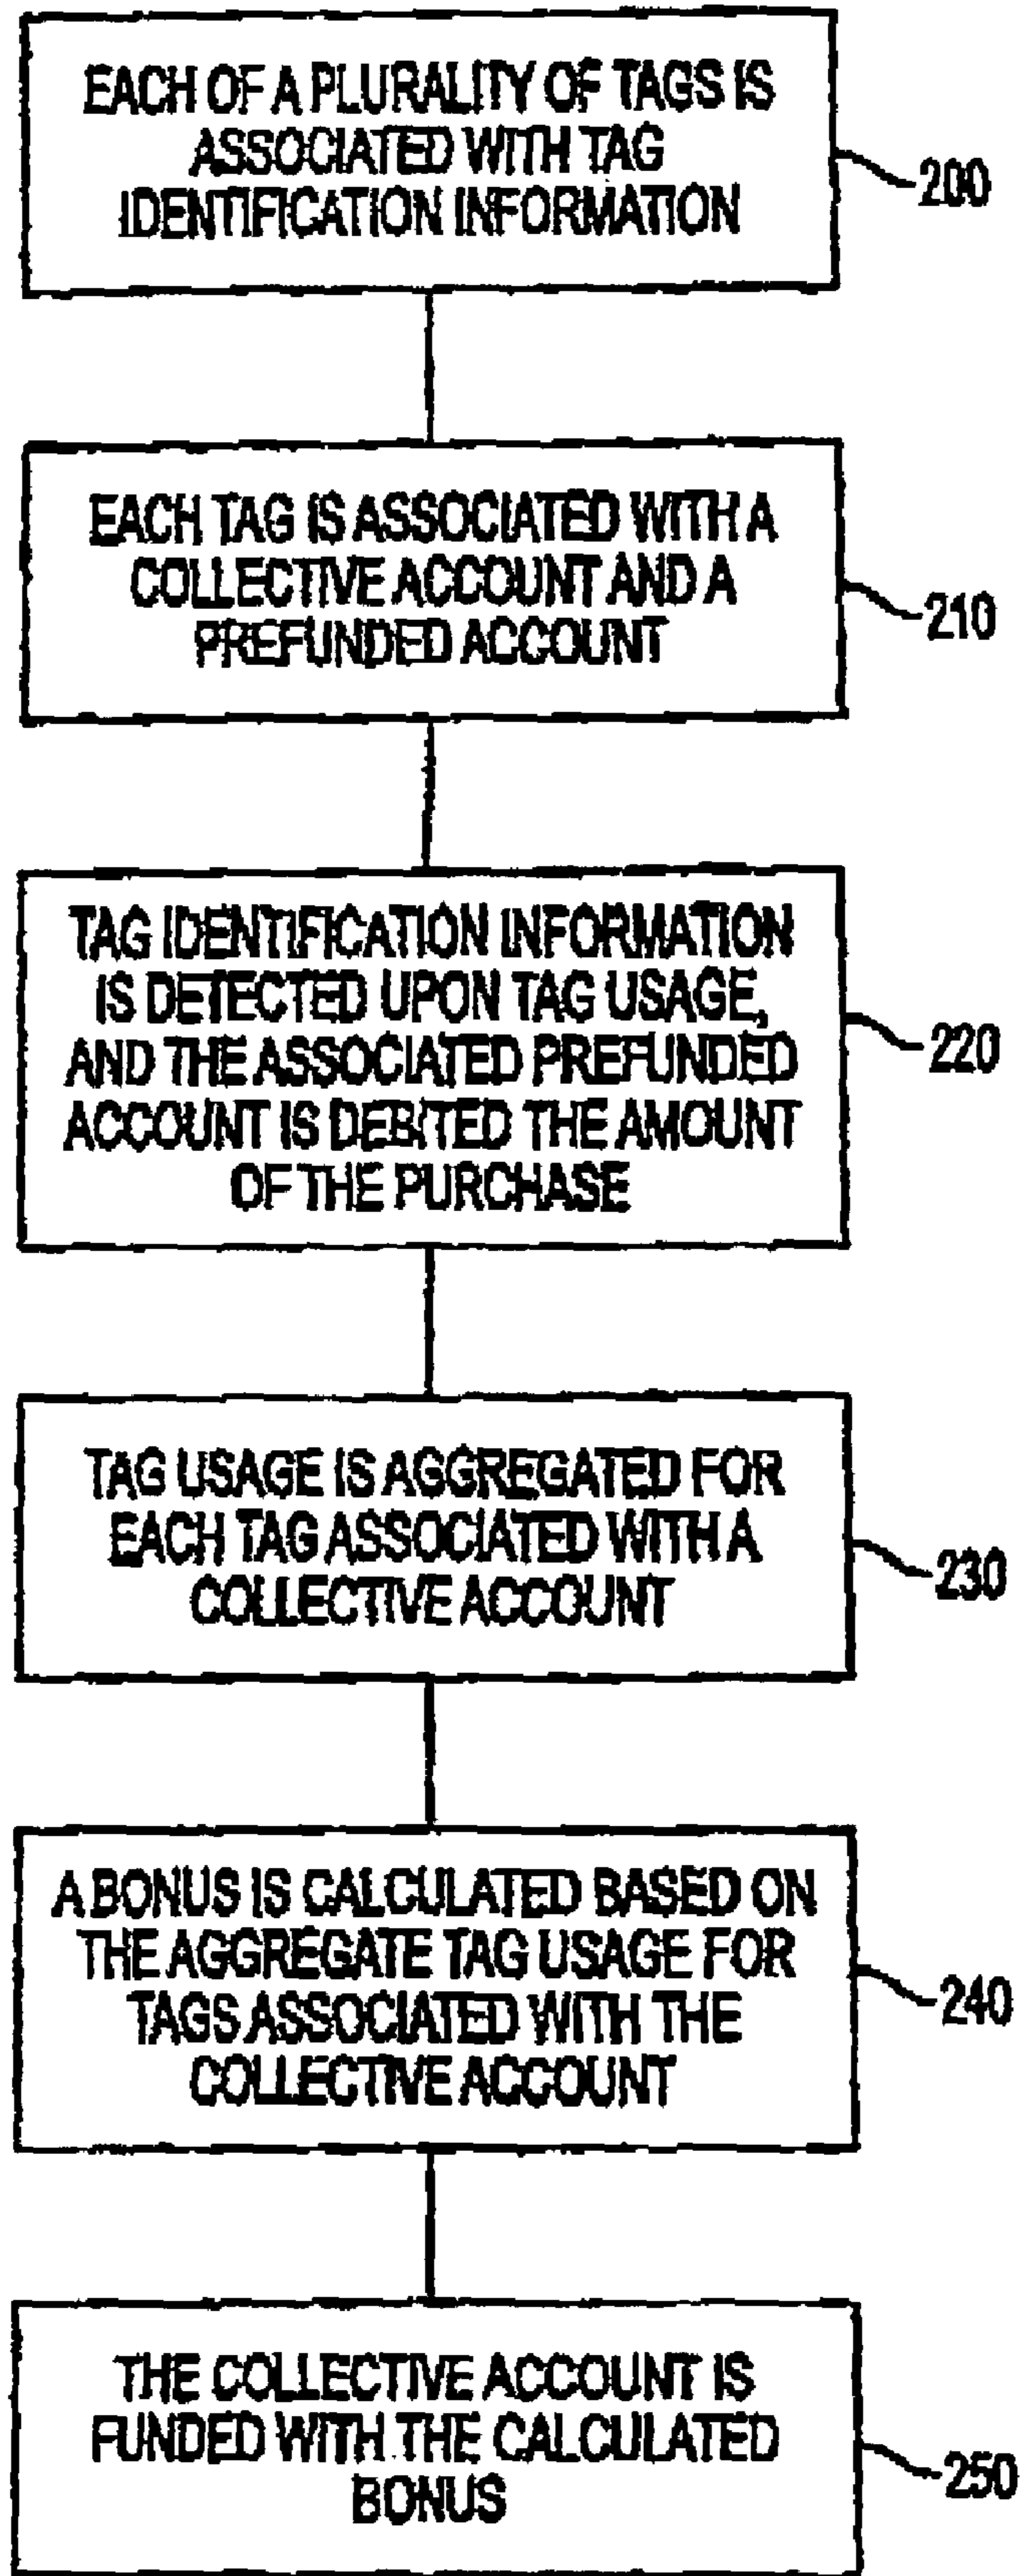 EACH OF A PLURALITY OF TAGS IS
ASSOCIATED WITH TAG
IDENTIFICATION INFORMATION
200
EACH TAG IS ASSOCIATED WITH A
COLLECTIVE ACCOUNT AND A
PREFUNDED ACCOUNT
210
TAG IDENTIFICATION INFORMATION
IS DETECTED UPON TAG USAGE,
AND THE ASSOCIATED PREFUNDED
ACCOUNT IS DEBITED THE AMOUNT
OF THE PURCHASE
220
TAG USAGE IS AGGREGATED FOR
EACH TAG ASSOCIATED WITH A
COLLECTIVE ACCOUNT
230
A BONUS IS CALCULATED BASED ON
THE AGGREGATE TAG USAGE FOR
TAGS ASSOCIATED WITH THE
COLLECTIVE ACCOUNT
240
THE COLLECTIVE ACCOUNT IS
FUNDED WITH THE CALCULATED
BONUS
250